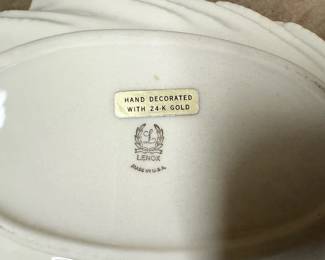 HAND DECORATED
WITH 24-K GOLD
L
LENOX
MADE IN U.S.A.